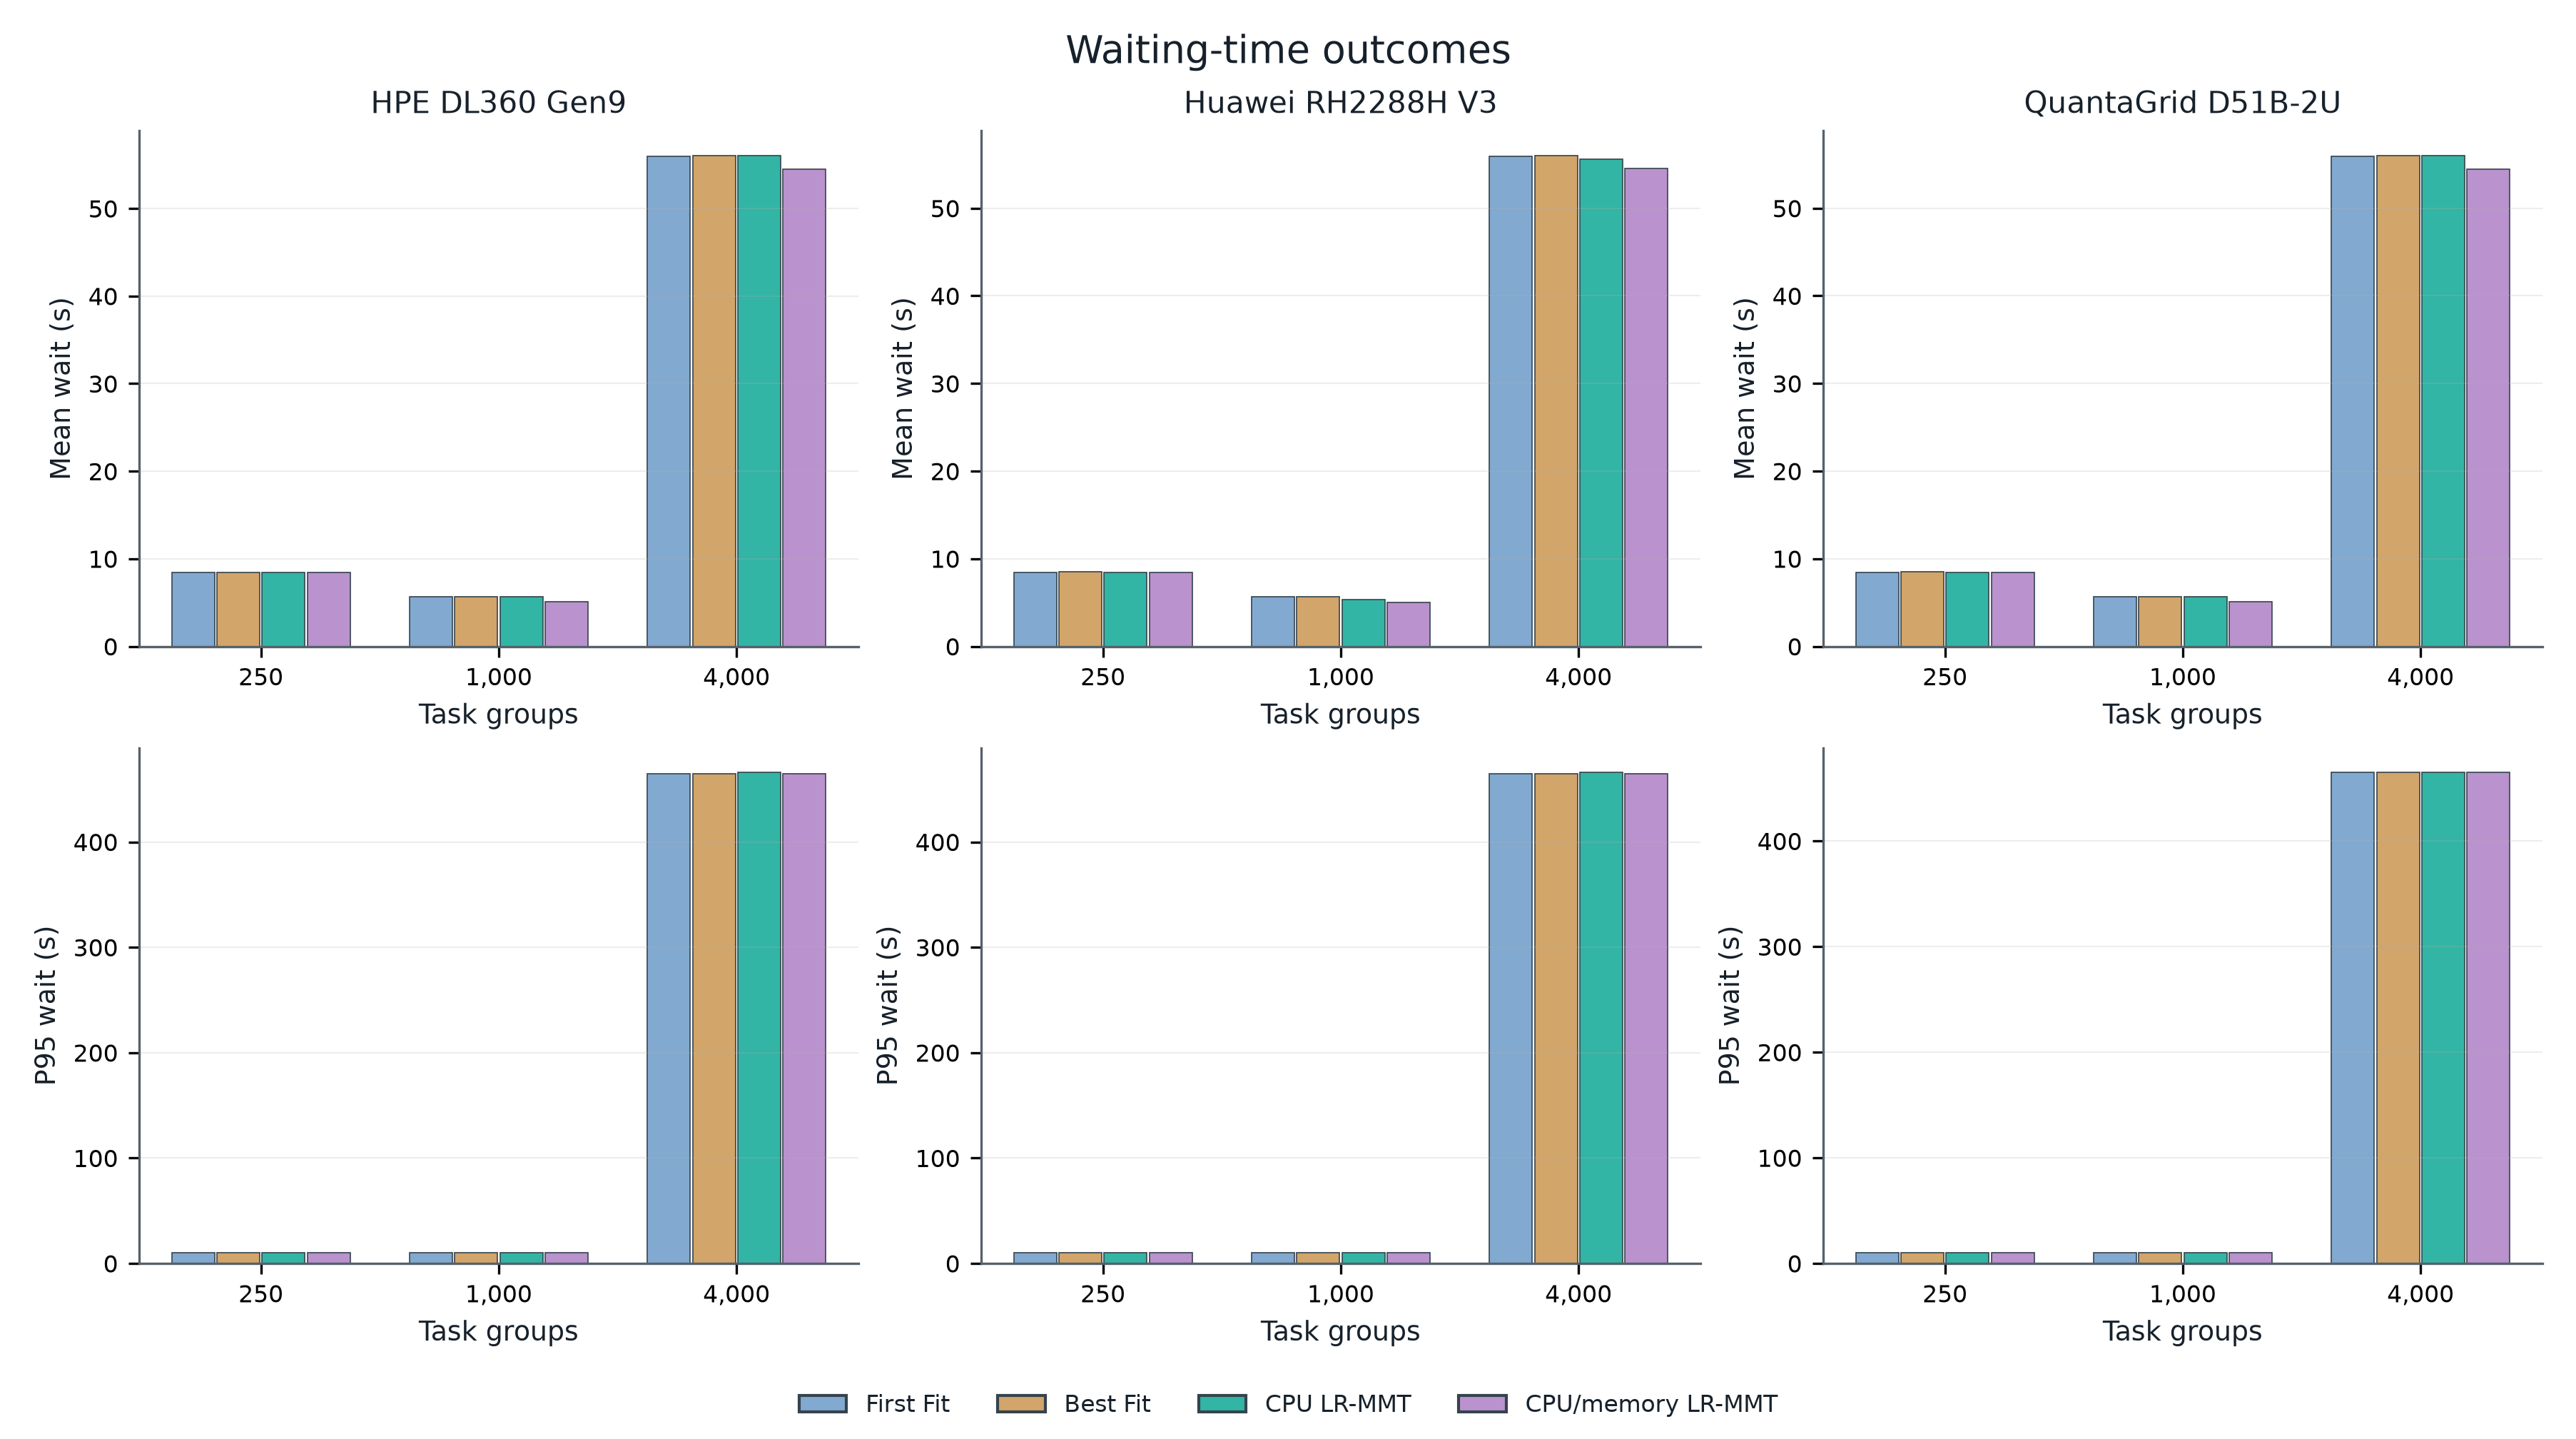 Waiting-time outcomes
HPE DL360 Gen9
Mean wait (s)
50
40
30
20
10
0
250 1,000 4,000
Task groups
Huawei RH2288H V3
Mean wait (s)
50
40
30
20
10
0
250 1,000 4,000
Task groups
QuantaGrid D51B-2U
Mean wait (s)
50
40
30
20
10
0
250 1,000 4,000
Task groups
P95 wait (s)
400
300
200
100
0
250 1,000 4,000
Task groups
P95 wait (s)
400
300
200
100
0
250 1,000 4,000
Task groups
P95 wait (s)
400
300
200
100
0
250 1,000 4,000
Task groups
First Fit Best Fit CPU LR-MMT CPU/memory LR-MMT